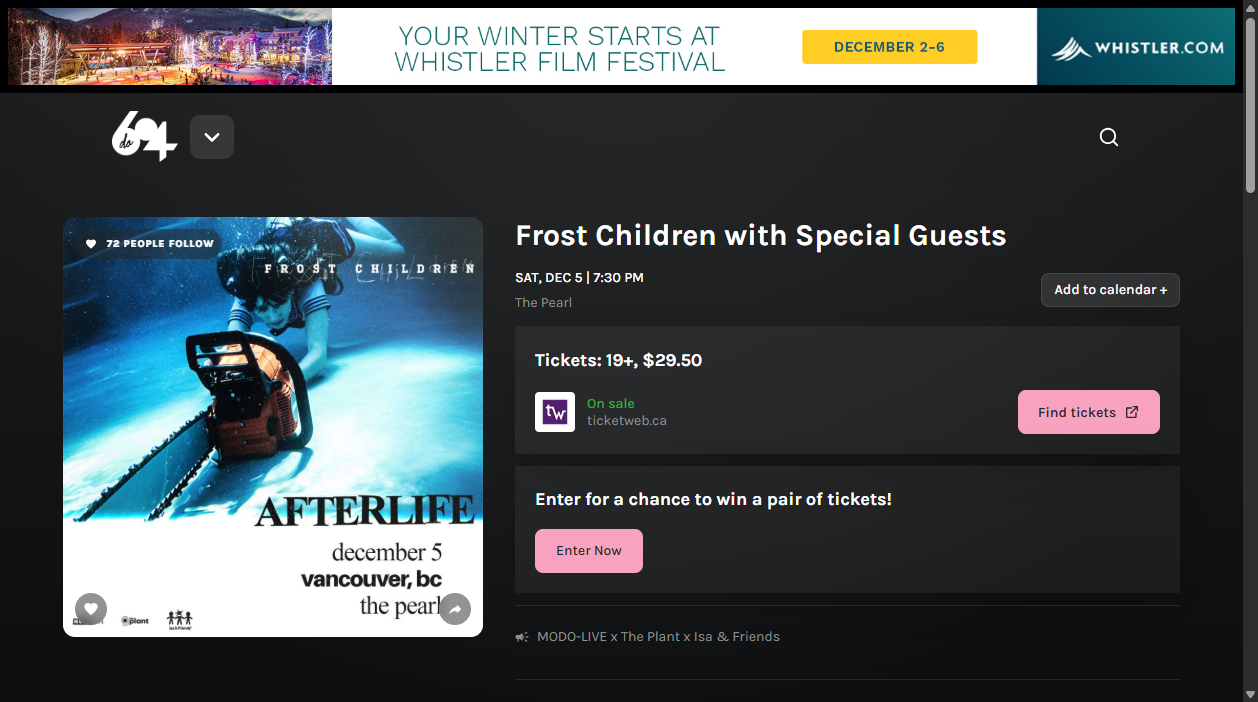 YOUR WINTER STARTS AT
WHISTLER FILM FESTIVAL
DECEMBER 2-6
WHISTLER.COM
do
604
72 PEOPLE FOLLOW
FROST CHILDREN
AFTERLIFE
december 5
vancouver, bc
the pearl
plant
Isa & Friends
Frost Children with Special Guests
SAT, DEC 5 | 7:30 PM
The Pearl
Add to calendar +
Tickets: 19+, $29.50
tw
On sale
ticketweb.ca
Find tickets
Enter for a chance to win a pair of tickets!
Enter Now
MODO-LIVE x The Plant x Isa & Friends